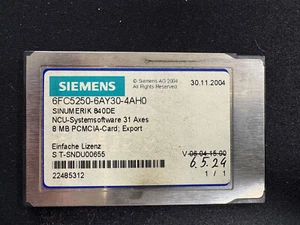 SIEMENS
© Siemens AG 2004
All Rights Reserved
30.11.2004
6FC5250-6AY30-4AH0
SINUMERIK 840DE
NCU-Systemsoftware 31 Axes
8 MB PCMCIA-Card; Export
Einfache Lizenz
S T-SNDU00655
V 06.04.15.00
6.5.24
1 / 1
22485312